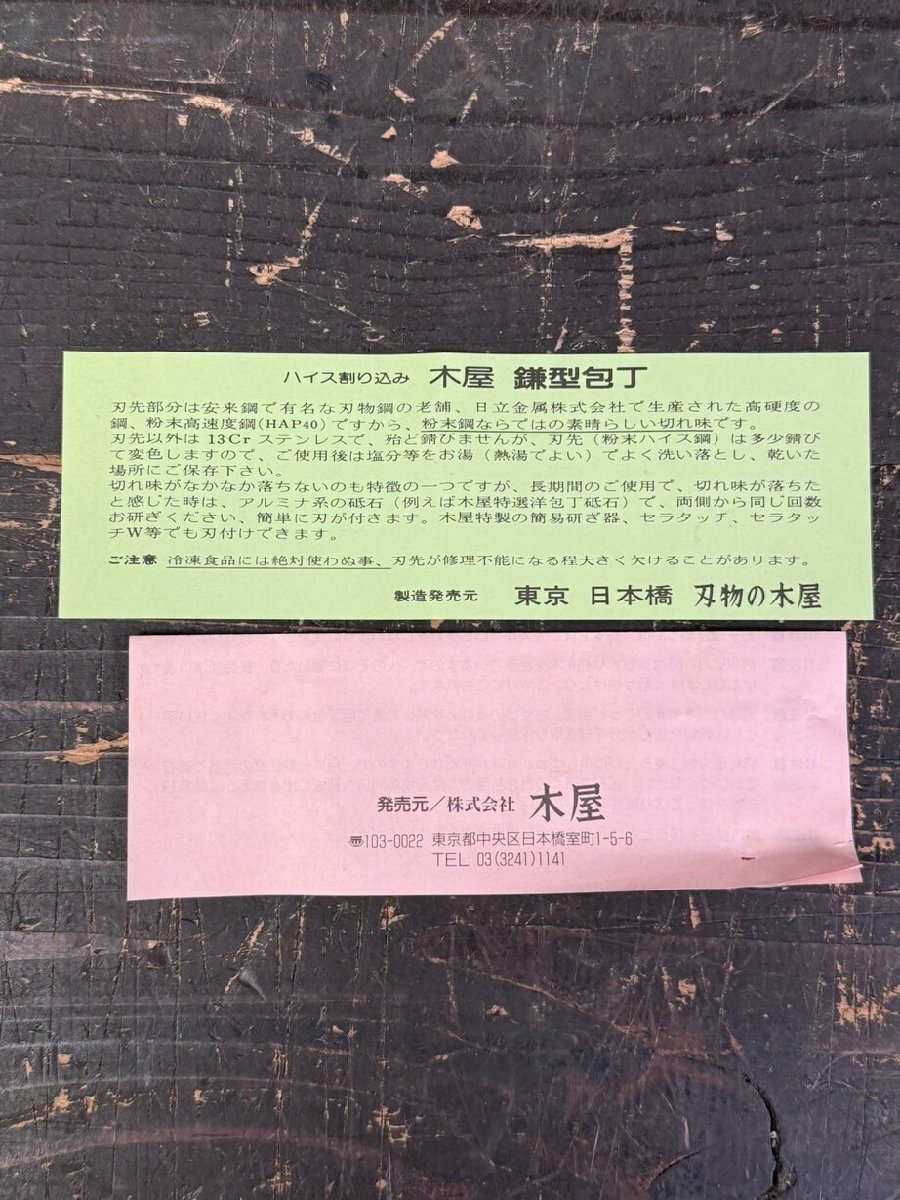 ハイス割り込み 木屋 鎌型包丁
刃先部分は安来鋼で有名な刃物鋼の老舗、日立金属株式会社で生産された高硬度の
鋼、粉末高速度鋼(HAP40)ですから、粉末鋼ならではの素晴らしい切れ味です。
刃先以外は 13Cr ステンレスで、殆ど錆びませんが、刃先（粉末ハイス鋼）は多少錆び
て変色しますので、ご使用後は塩分等をお湯（熱湯でよい）でよく洗い落とし、乾いた
場所にご保存下さい。
切れ味がなかなか落ちないのも特徴の一つですが、長期間のご使用で、切れ味が落ちた
と感じた時は、アルミナ系の砥石（例えば木屋特選洋包丁砥石）で、両側から同じ回数
お研ぎください、簡単に刃が付きます。木屋特製の簡易研ぎ器、セラタッチ、セラタッ
チW等でも刃付けできます。
ご注意 冷凍食品には絶対使わぬ事、刃先が修理不能になる程大きく欠けることがあります。
製造発売元 東京 日本橋 刃物の木屋
発売元／株式会社 木屋
〠103-0022 東京都中央区日本橋室町1-5-6
TEL 03(3241)1141